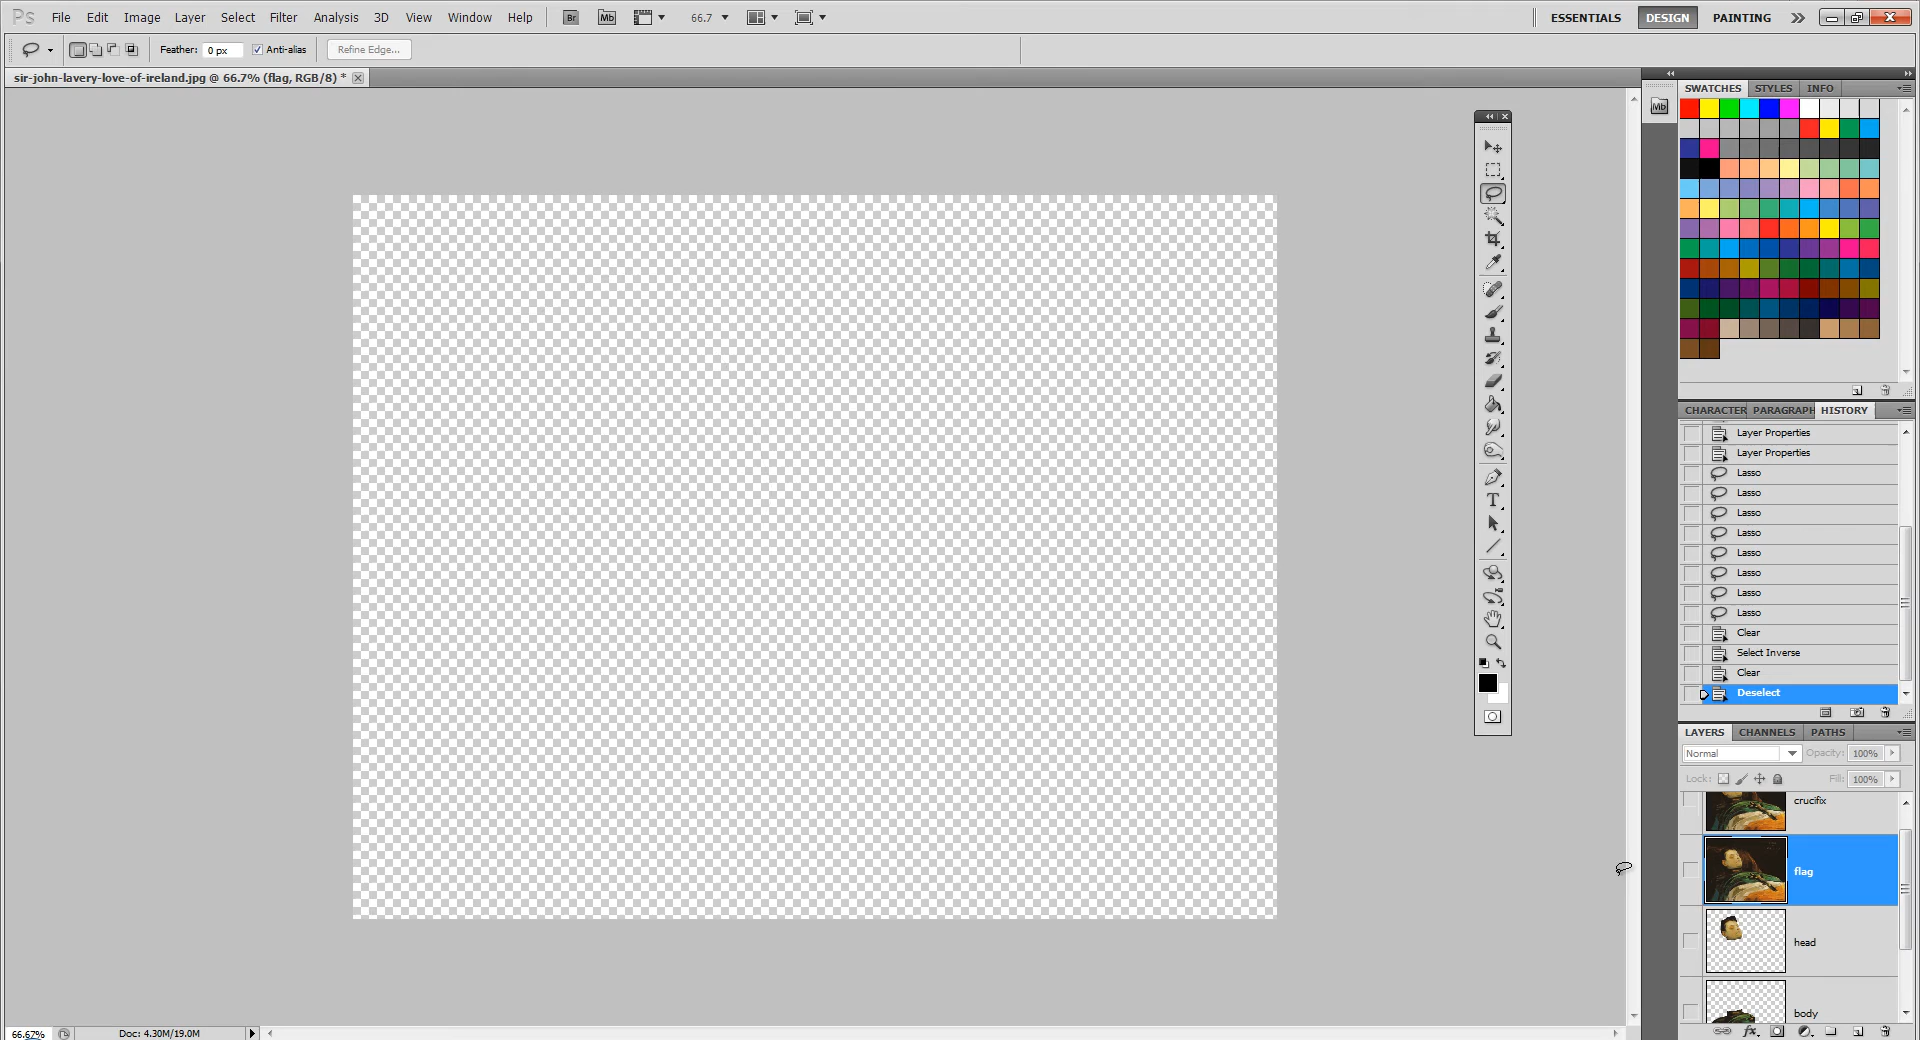 Ps File Edit Image Layer Select Filter Analysis 3D View Window Help Br Mb 66.7 ESSENTIALS DESIGN PAINTING
Feather: 0 px Anti-alias Refine Edge...
sir-john-lavery-love-of-ireland.jpg @ 66.7% (flag, RGB/8) *
SWATCHES STYLES INFO
Mb
CHARACTER PARAGRAPH HISTORY
Layer Properties
Layer Properties
Lasso
Lasso
Lasso
Lasso
Lasso
Lasso
Lasso
Lasso
Clear
Select Inverse
Clear
Deselect
LAYERS CHANNELS PATHS
Normal Opacity: 100%
Lock: Fill: 100%
crucifix
flag
head
body
66.67% Doc: 4.30M/19.0M
fx